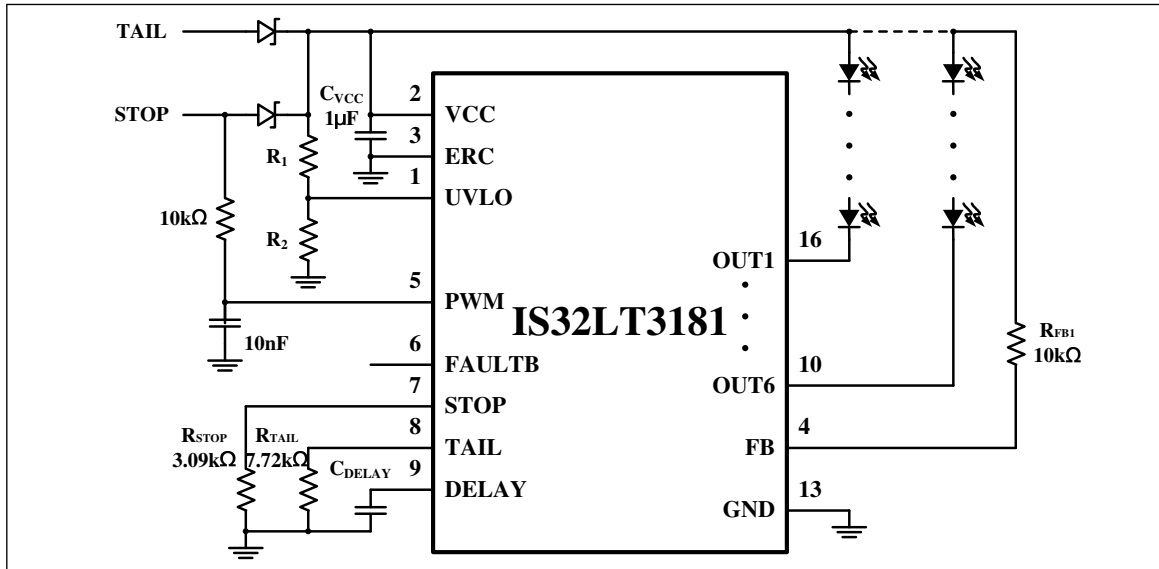 TAIL
STOP
CVCC
1μF
R1
R2
10kΩ
10nF
2
VCC
3
ERC
1
UVLO
5
PWM
6
FAULTB
7
STOP
8
TAIL
9
DELAY
RSTOP
3.09kΩ
RTAIL
7.72kΩ
CDELAY
IS32LT3181
16
OUT1
10
OUT6
4
FB
13
GND
RFB1
10kΩ